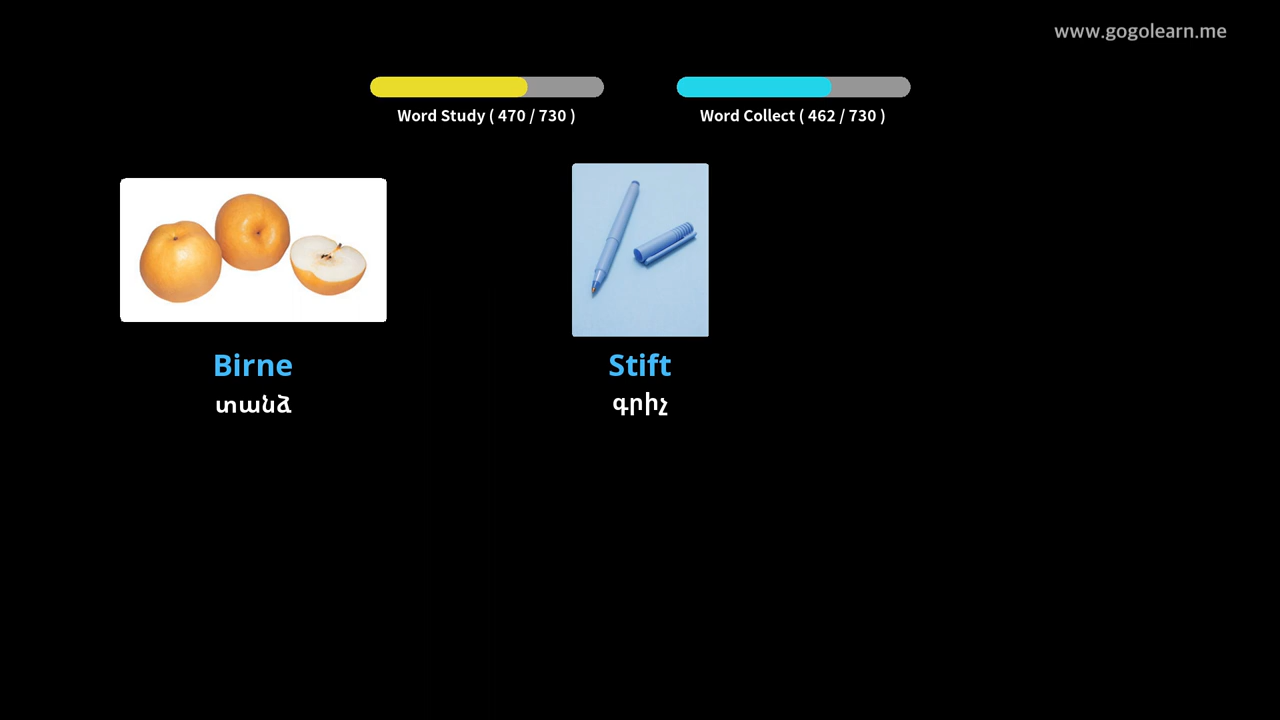 www.gogolearn.me
Word Study ( 470 / 730 )
Word Collect ( 462 / 730 )
Birne
տանձ
Stift
գրիչ